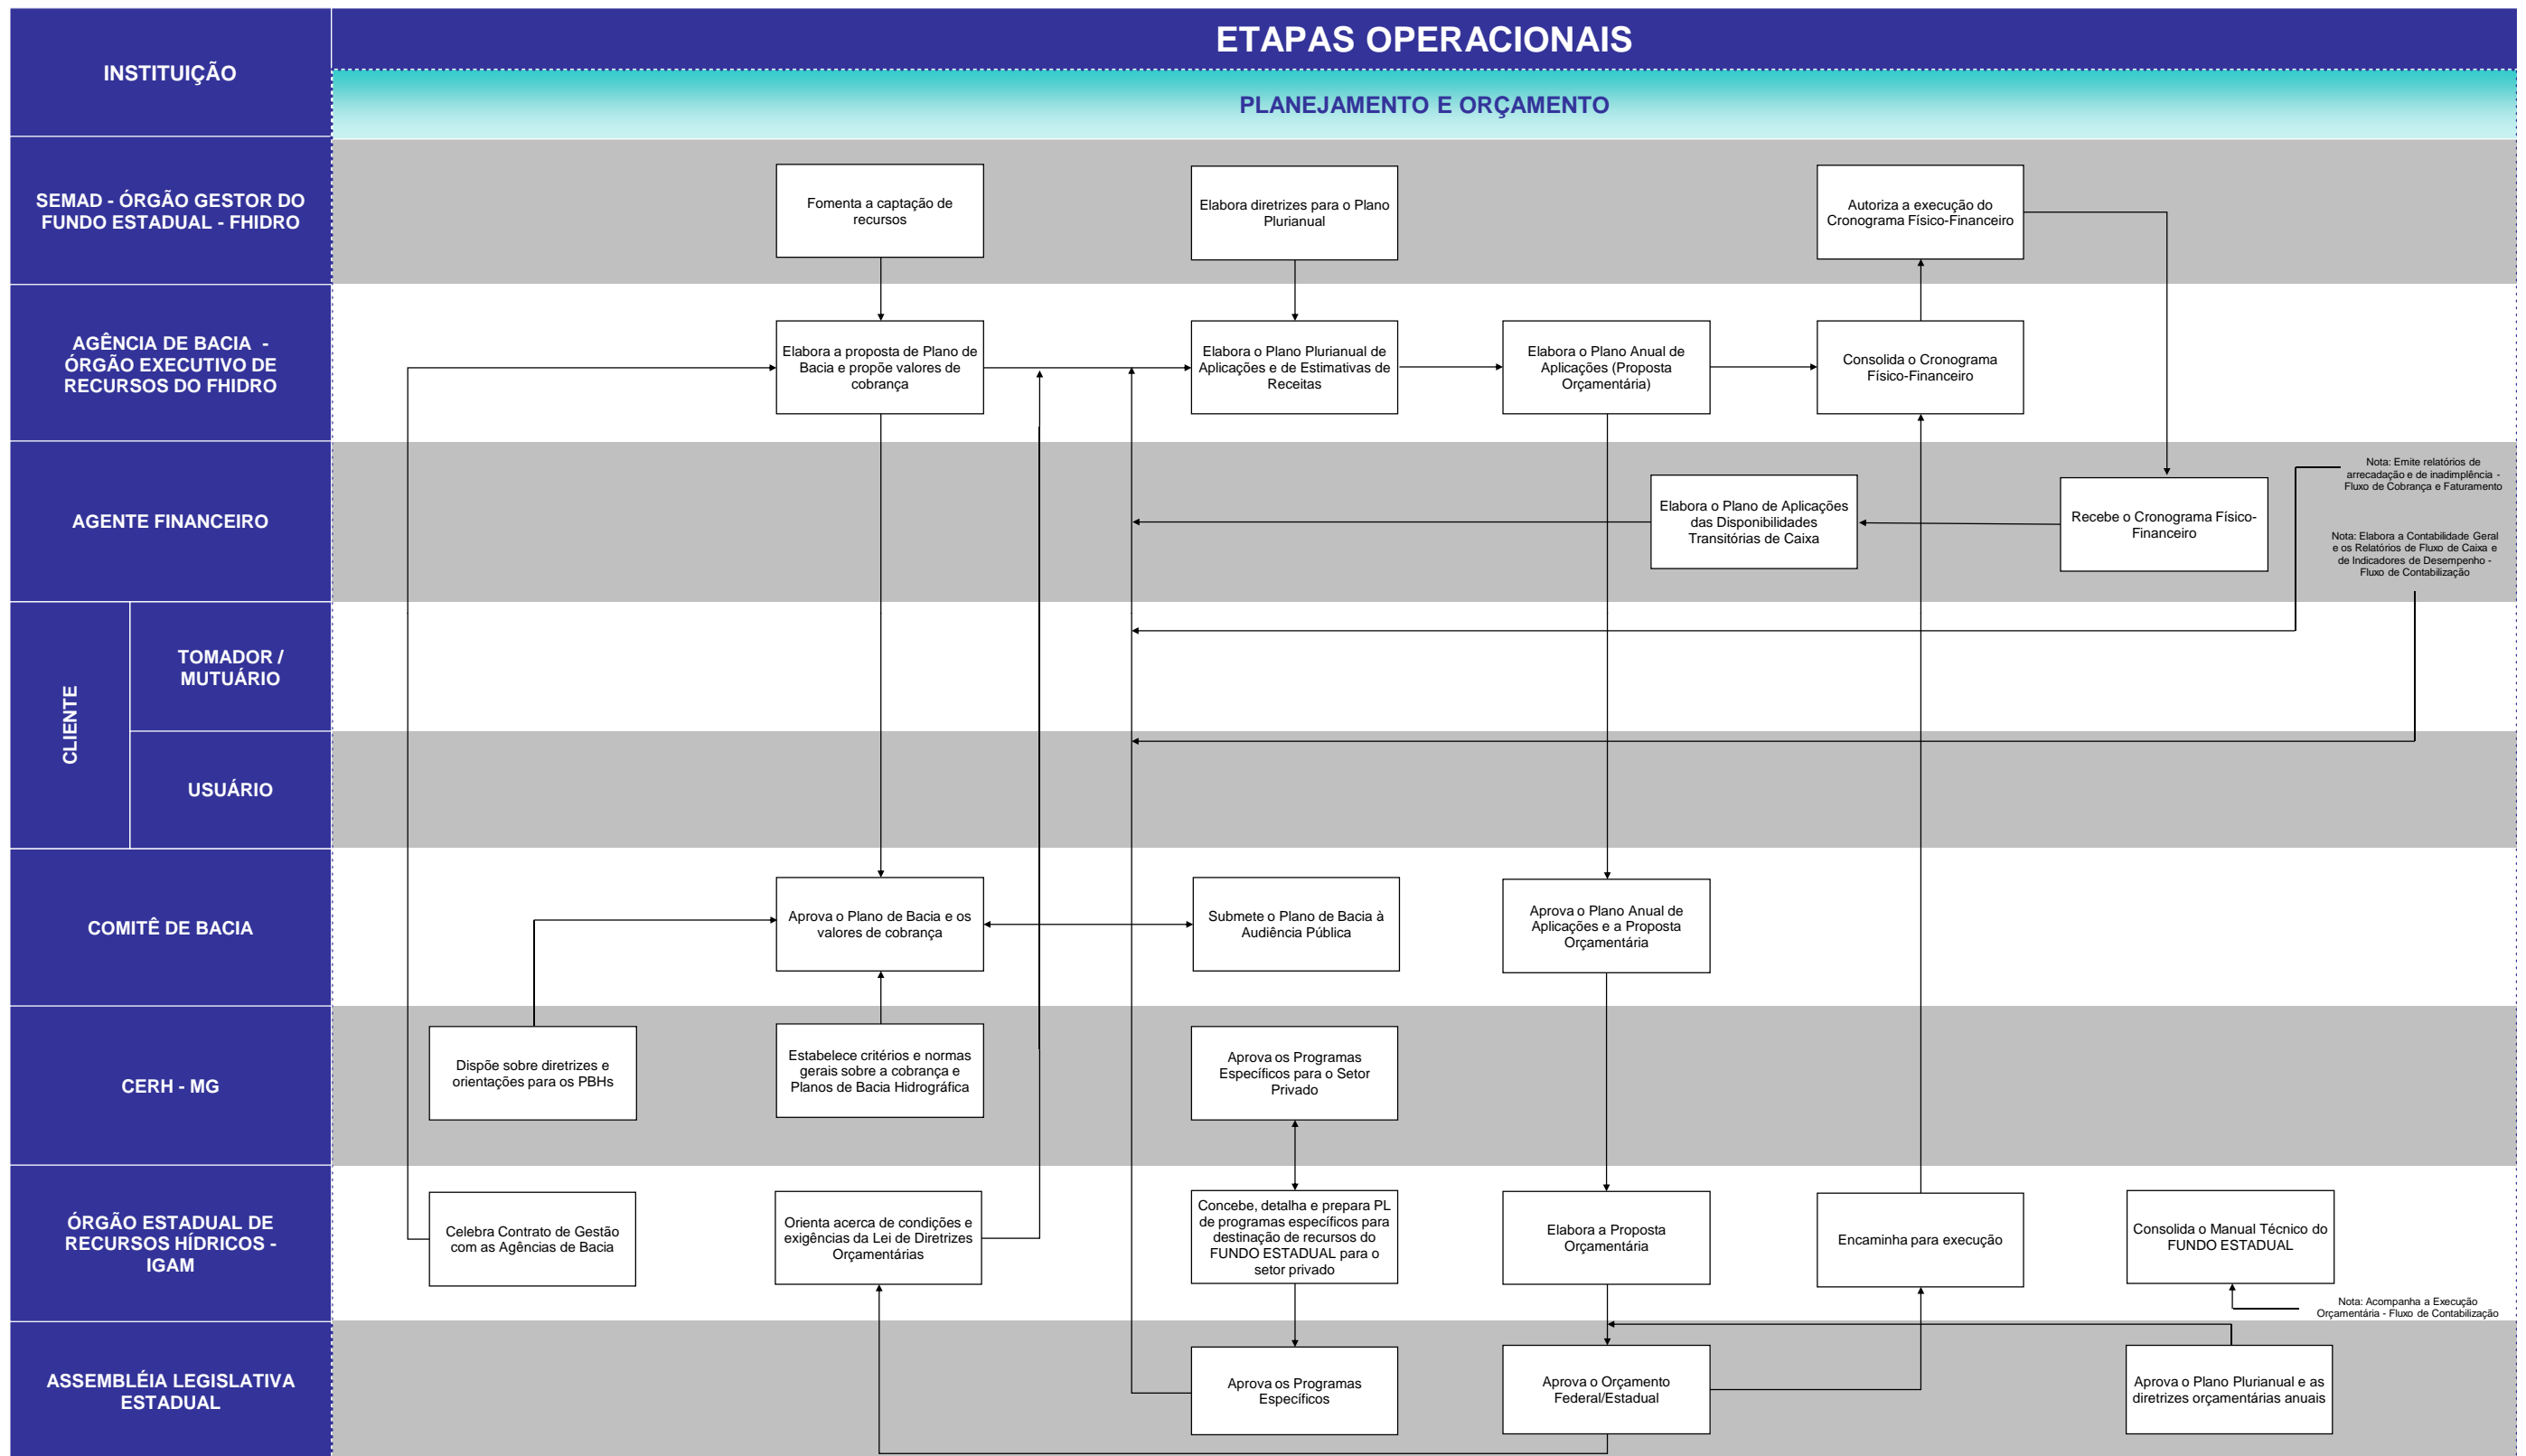 INSTITUIÇÃO
ETAPAS OPERACIONAIS
PLANEJAMENTO E ORÇAMENTO
SEMAD - ÓRGÃO GESTOR DO
FUNDO ESTADUAL - FHIDRO
Fomenta a captação de
recursos
Elabora diretrizes para o Plano
Plurianual
Autoriza a execução do
Cronograma Físico-Financeiro
AGÊNCIA DE BACIA -
ÓRGÃO EXECUTIVO DE
RECURSOS DO FHIDRO
Elabora a proposta de Plano de
Bacia e propõe valores de
cobrança
Elabora o Plano Plurianual de
Aplicações e de Estimativas de
Receitas
Elabora o Plano Anual de
Aplicações (Proposta
Orçamentária)
Consolida o Cronograma
Físico-Financeiro
AGENTE FINANCEIRO
Elabora o Plano de Aplicações
das Disponibilidades
Transitórias de Caixa
Recebe o Cronograma Físico-
Financeiro
Nota: Emite relatórios de
arrecadação e de inadimplência -
Fluxo de Cobrança e Faturamento
Nota: Elabora a Contabilidade Geral
e os Relatórios de Fluxo de Caixa e
de Indicadores de Desempenho -
Fluxo de Contabilização
CLIENTE
TOMADOR /
MUTUÁRIO
USUÁRIO
COMITÊ DE BACIA
Aprova o Plano de Bacia e os
valores de cobrança
Submete o Plano de Bacia à
Audiência Pública
Aprova o Plano Anual de
Aplicações e a Proposta
Orçamentária
CERH - MG
Dispõe sobre diretrizes e
orientações para os PBHs
Estabelece critérios e normas
gerais sobre a cobrança e
Planos de Bacia Hidrográfica
Aprova os Programas
Específicos para o Setor
Privado
ÓRGÃO ESTADUAL DE
RECURSOS HÍDRICOS -
IGAM
Celebra Contrato de Gestão
com as Agências de Bacia
Orienta acerca de condições e
exigências da Lei de Diretrizes
Orçamentárias
Concebe, detalha e prepara PL
de programas específicos para
destinação de recursos do
FUNDO ESTADUAL para o
setor privado
Elabora a Proposta
Orçamentária
Encaminha para execução
Consolida o Manual Técnico do
FUNDO ESTADUAL
Nota: Acompanha a Execução
Orçamentária - Fluxo de Contabilização
ASSEMBLÉIA LEGISLATIVA
ESTADUAL
Aprova os Programas
Específicos
Aprova o Orçamento
Federal/Estadual
Aprova o Plano Plurianual e as
diretrizes orçamentárias anuais